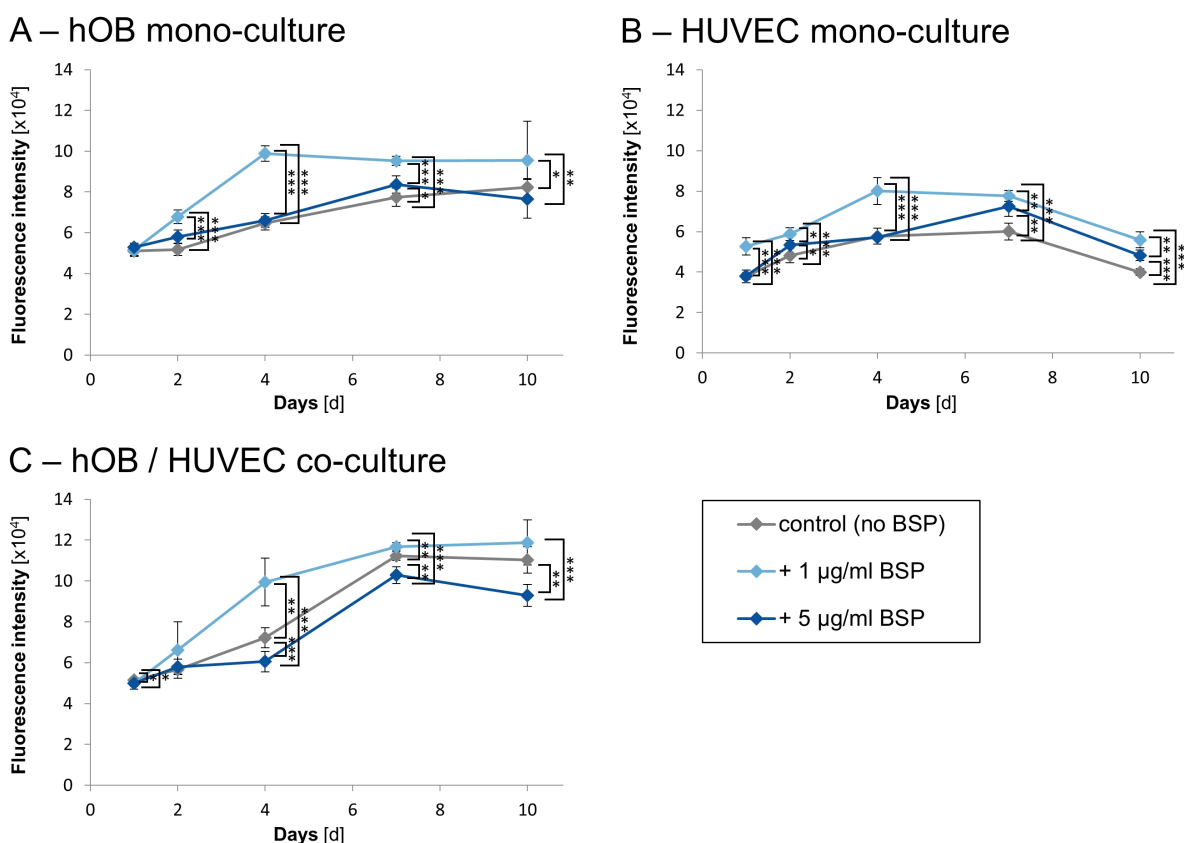 A – hOB mono-culture
Fluorescence intensity [x10⁴]
14
12
10
8
6
4
2
0
0 2 4 6 8 10
Days [d]
*** *** *** *** *** * *** * **
B – HUVEC mono-culture
Fluorescence intensity [x10⁴]
14
12
10
8
6
4
2
0
0 2 4 6 8 10
Days [d]
C – hOB / HUVEC co-culture
Fluorescence intensity [x10⁴]
14
12
10
8
6
4
2
0
0 2 4 6 8 10
Days [d]
control (no BSP)
+ 1 µg/ml BSP
+ 5 µg/ml BSP